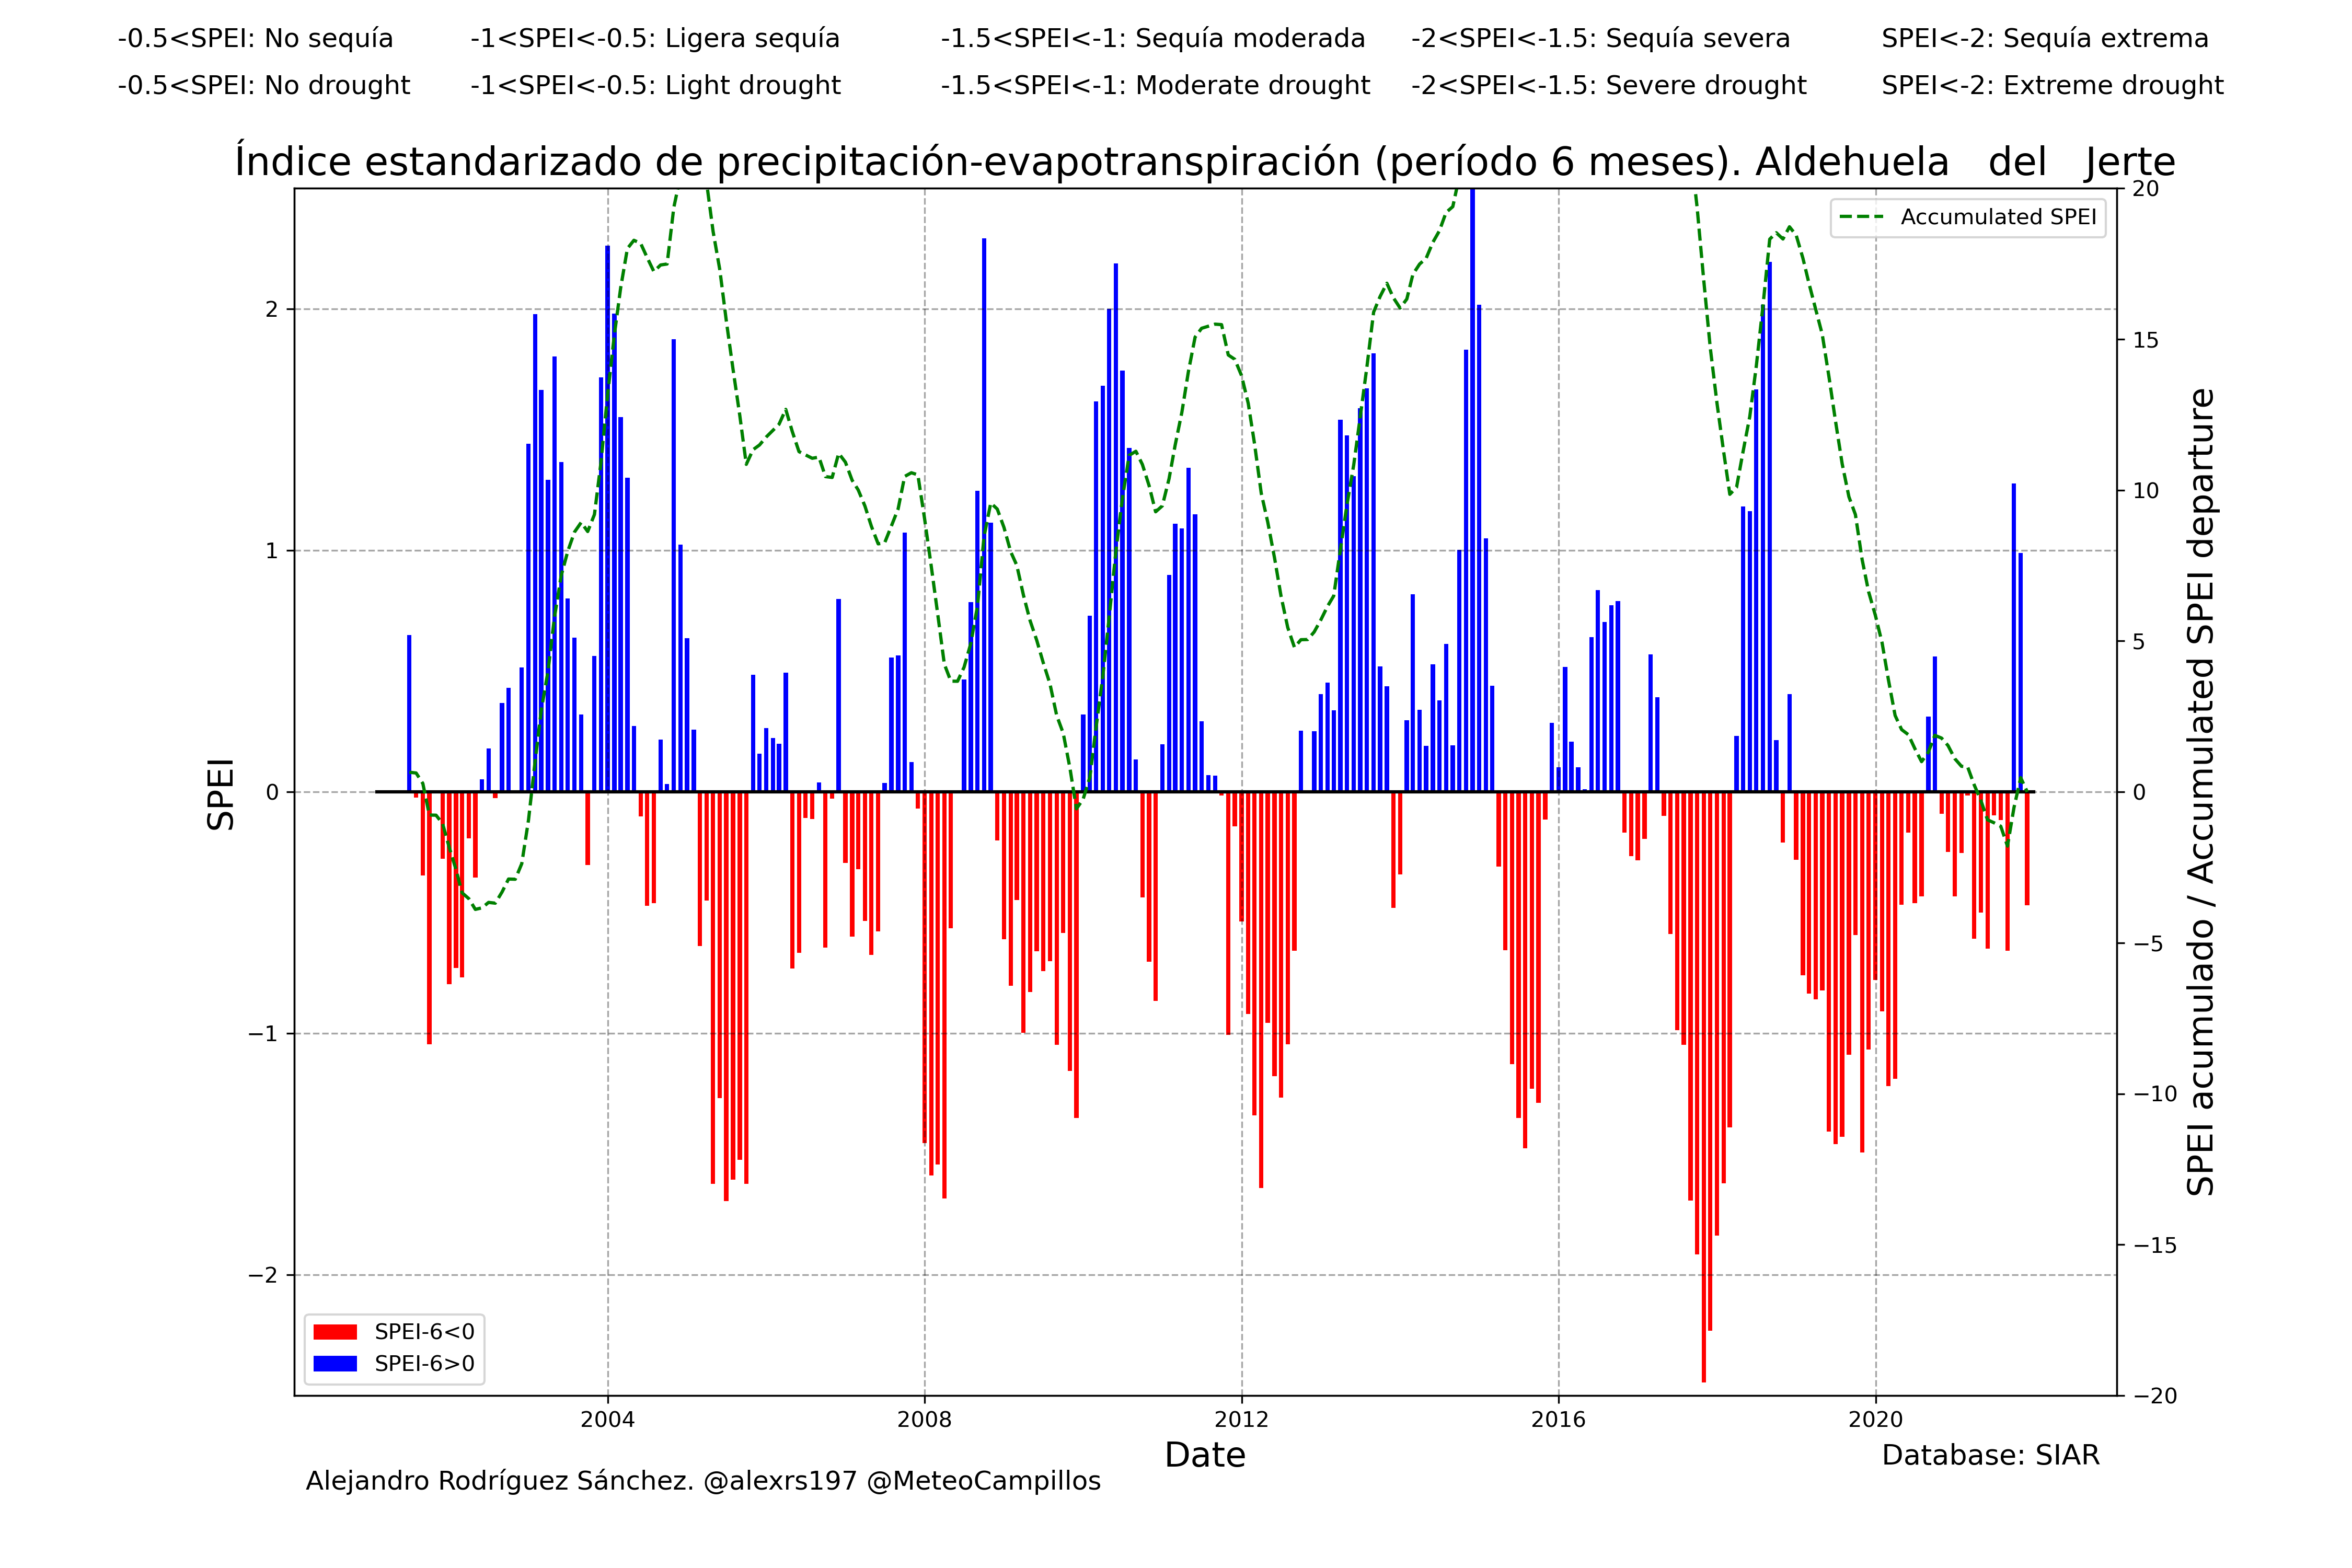 -0.5<SPEI: No sequía -1<SPEI<-0.5: Ligera sequía -1.5<SPEI<-1: Sequía moderada -2<SPEI<-1.5: Sequía severa SPEI<-2: Sequía extrema
-0.5<SPEI: No drought -1<SPEI<-0.5: Light drought -1.5<SPEI<-1: Moderate drought -2<SPEI<-1.5: Severe drought SPEI<-2: Extreme drought
Índice estandarizado de precipitación-evapotranspiración (período 6 meses). Aldehuela del Jerte
Accumulated SPEI
SPEI
2
1
0
−1
−2
20
15
10
5
0
−5
−10
−15
−20
SPEI acumulado / Accumulated SPEI departure
SPEI-6<0
SPEI-6>0
2004 2008 2012 2016 2020
Date
Database: SIAR
Alejandro Rodríguez Sánchez. @alexrs197 @MeteoCampillos